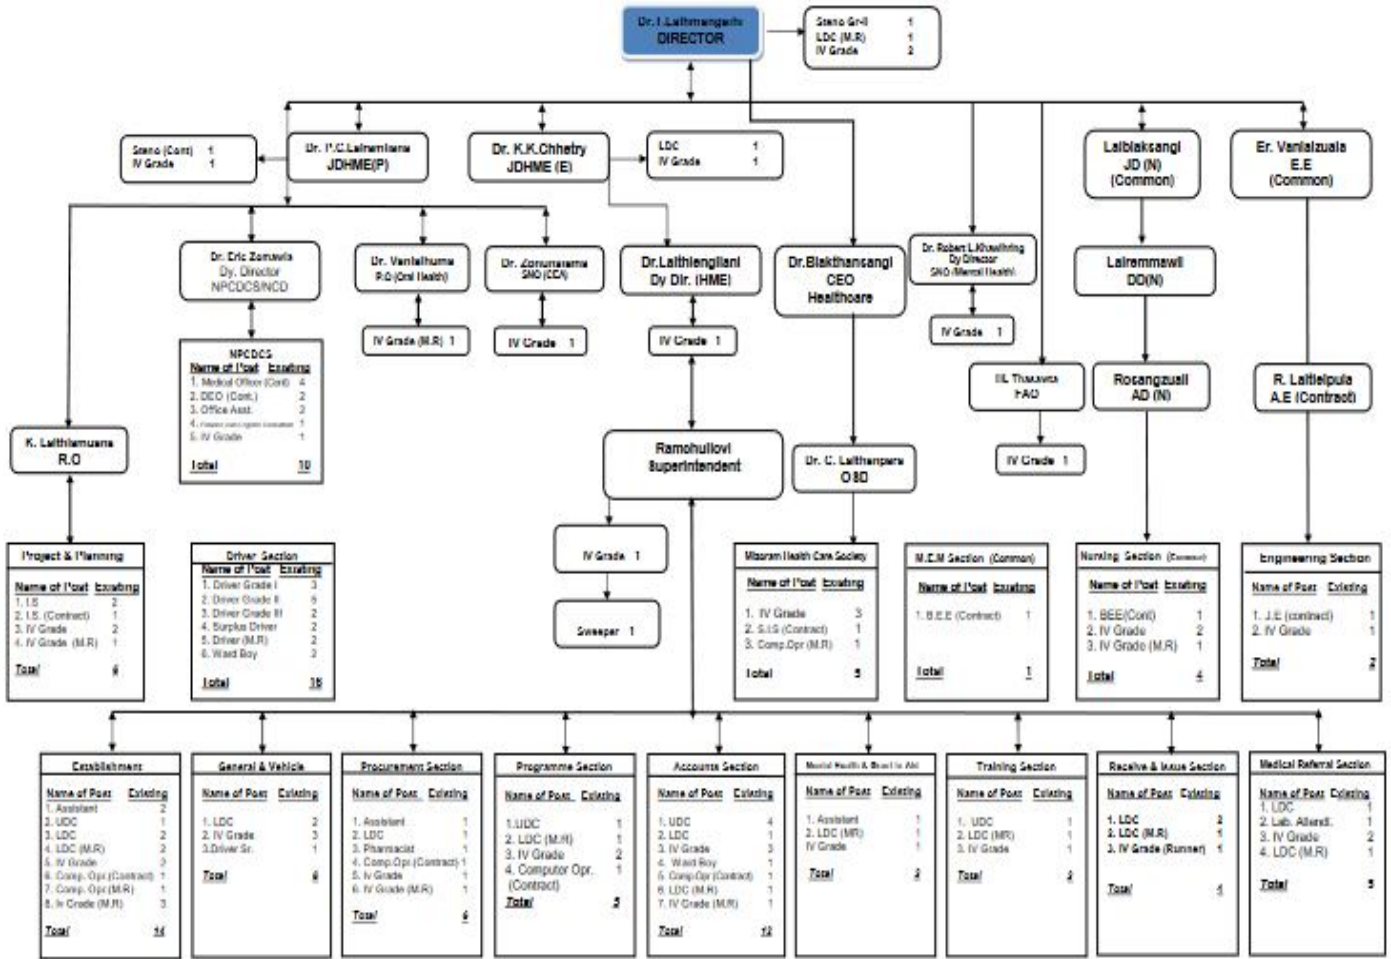 DIRECTOR
Steno Gr-II 1
LDC (M.R) 1
IV Grade 2
Steno (Cont) 1
IV Grade 1
JDHME(P)
Dr. K.K.Chhetry
JDHME (E)
LDC 1
IV Grade 1
Lalbiaksangi
JD (N)
(Common)
Er. Vanlalzuala
E.E
(Common)
Dr. Eric Zomawia
Dy. Director
NPCDCS/NCD
P.O (Oral Health)
SNO (CEA)
Dr.Lalthlengliani
Dy Dir. (HME)
Dr.Biakthansangi
CEO
Healthcare
Dr. Robert L.Khawlhring
Dy Director
SNO (Mental Health)
Lalremmawii
DD(N)
IV Grade (M.R) 1
IV Grade 1
IV Grade 1
IV Grade 1
NPCDCS
Name of Post Existing
1. Medical Officer (Cont) 4
2. DEO (Cont.) 2
3. Office Asst. 2
4. 1
5. IV Grade 1
Total 10
FAO
IV Grade 1
Rosangzuali
AD (N)
R. Laltleipuia
A.E (Contract)
R.O
Ramohullovi
Superintendent
OSD
IV Grade 1
Sweeper 1
Project & Planning
Name of Post Existing
1. I.S 2
2. I.S. (Contract) 1
3. IV Grade 2
4. IV Grade (M.R) 1
Total 6
Driver Section
Name of Post Existing
1. Driver Grade I 3
2. Driver Grade II
3. Driver Grade III 2
4. Surplus Driver 2
5. Driver (M.R) 2
6. Ward Boy 2
Total
Mizoram Health Care Society
Name of Post Existing
1. IV Grade 3
2. S.I.S (Contract) 1
3. Comp.Opr (M.R) 1
Total 5
M.E.M Section (Common)
Name of Post Existing
1. B.E.E (Contract) 1
Total 1
Nursing Section (Common)
Name of Post Existing
1. BEE(Cont) 1
2. IV Grade 2
3. IV Grade (M.R) 1
Total 4
Engineering Section
Name of Post Existing
1. J.E (contract) 1
2. IV Grade 1
Total 2
Establishment
Name of Post Existing
1. Assistant 2
2. UDC 1
3. LDC 2
4. LDC (M.R) 2
5. IV Grade 2
6. Comp. Opr.(Contract) 1
7. Comp. Opr.(M.R) 1
8. Iv Grade (M.R) 3
Total 14
General & Vehicle
Name of Post Existing
1. LDC 2
2. IV Grade 3
3.Driver Sr. 1
Total 6
Procurement Section
Name of Post Existing
1. Assistant 1
2. LDC 1
3. Pharmacist 1
4. Comp.Opr.(Contract) 1
5. Iv Grade 1
6. IV Grade (M.R) 1
Total 6
Programme Section
Name of Post Existing
1.UDC 1
2. LDC (M.R) 1
3. IV Grade 2
4. Computor Opr. 1
(Contract)
Total 5
Accounts Section
Name of Post Existing
1. UDC 4
2. LDC 1
3. IV Grade 3
4. Ward Boy 1
5. Comp.Opr (Contract) 1
6. LDC (M.R) 1
7. IV Grade (M.R) 1
Total 12
Mental Health & Grant in Aid
Name of Post Existing
1. Assistant 1
2. LDC (MR) 1
IV Grade 1
Total 3
Training Section
Name of Post Existing
1. UDC 1
2. LDC (MR) 1
3. IV Grade 1
Total 3
Receive & Issue Section
Name of Post Existing
1. LDC 2
2. LDC (M.R) 1
3. IV Grade (Runner) 1
Total 4
Medical Referral Section
Name of Post Existing
1. LDC 1
2. Lab. Attend. 1
3. IV Grade 2
4. LDC (M.R) 1
Total 5